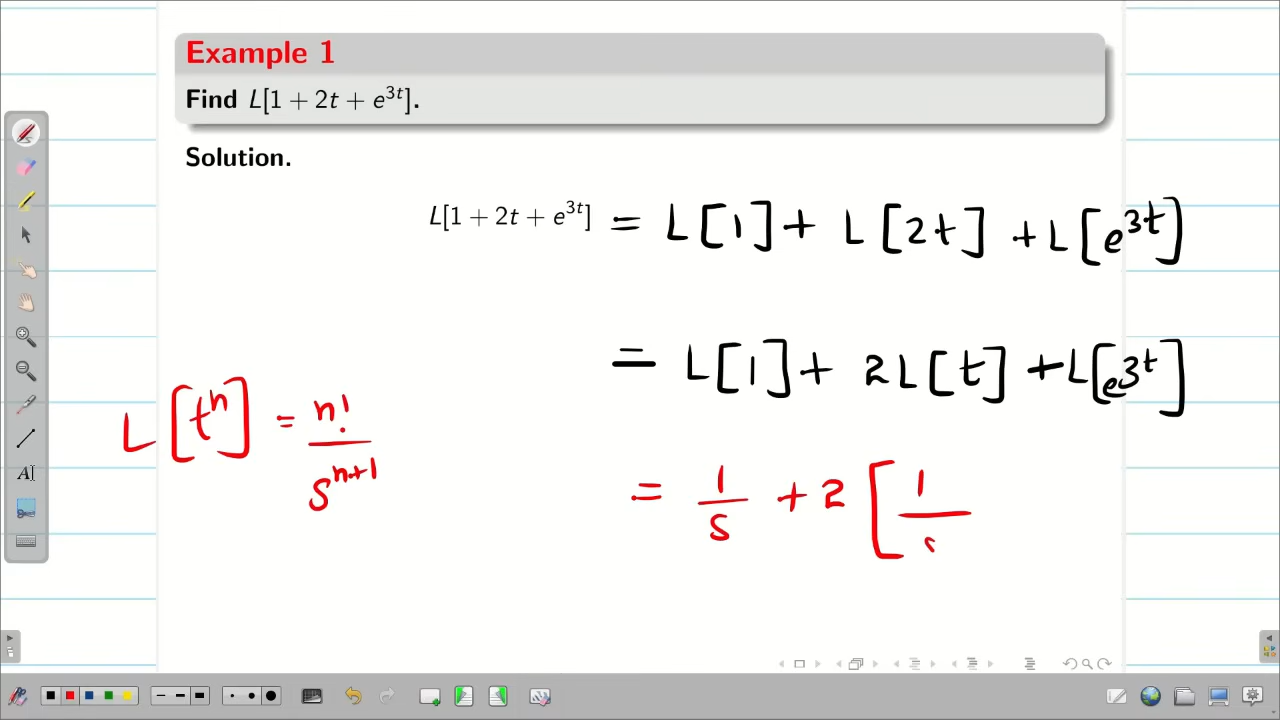 Example 1
Find L[1 + 2t + e^{3t}].
Solution.
L[1 + 2t + e^{3t}] = L[1] + L[2t] + L[e^{3t}]
= L[1] + 2L[t] + L[e^{3t}]
L[t^n] = n!/s^{n+1}
= 1/s + 2[1/
AI